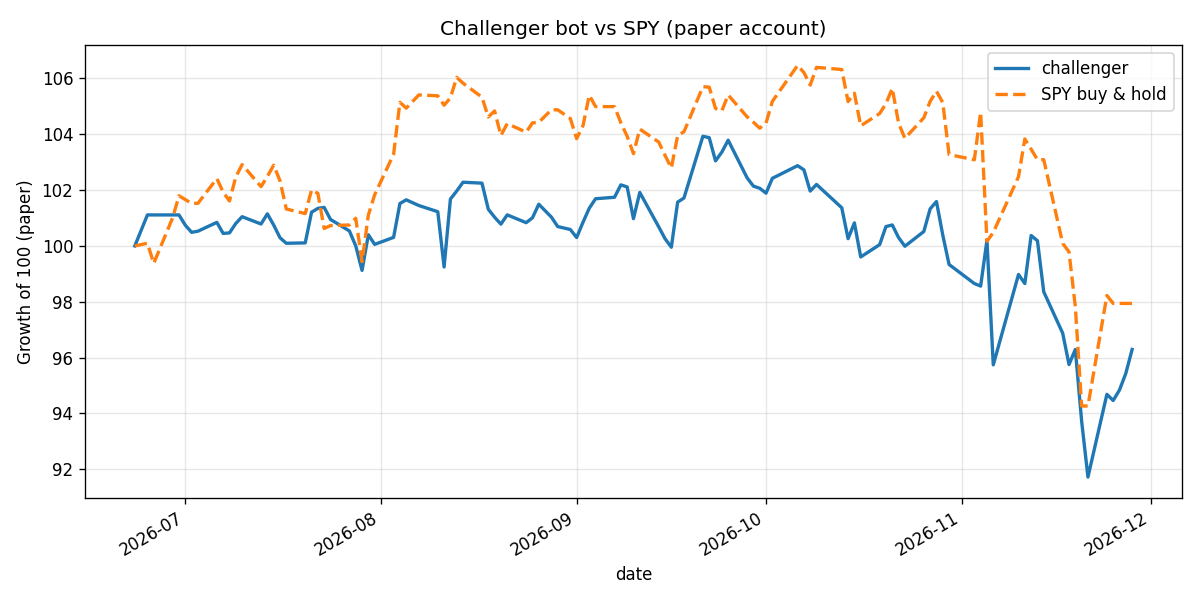 Challenger bot vs SPY (paper account)
challenger
SPY buy & hold
Growth of 100 (paper)
106
104
102
100
98
96
94
92
2026-07
2026-08
2026-09
2026-10
2026-11
2026-12
date